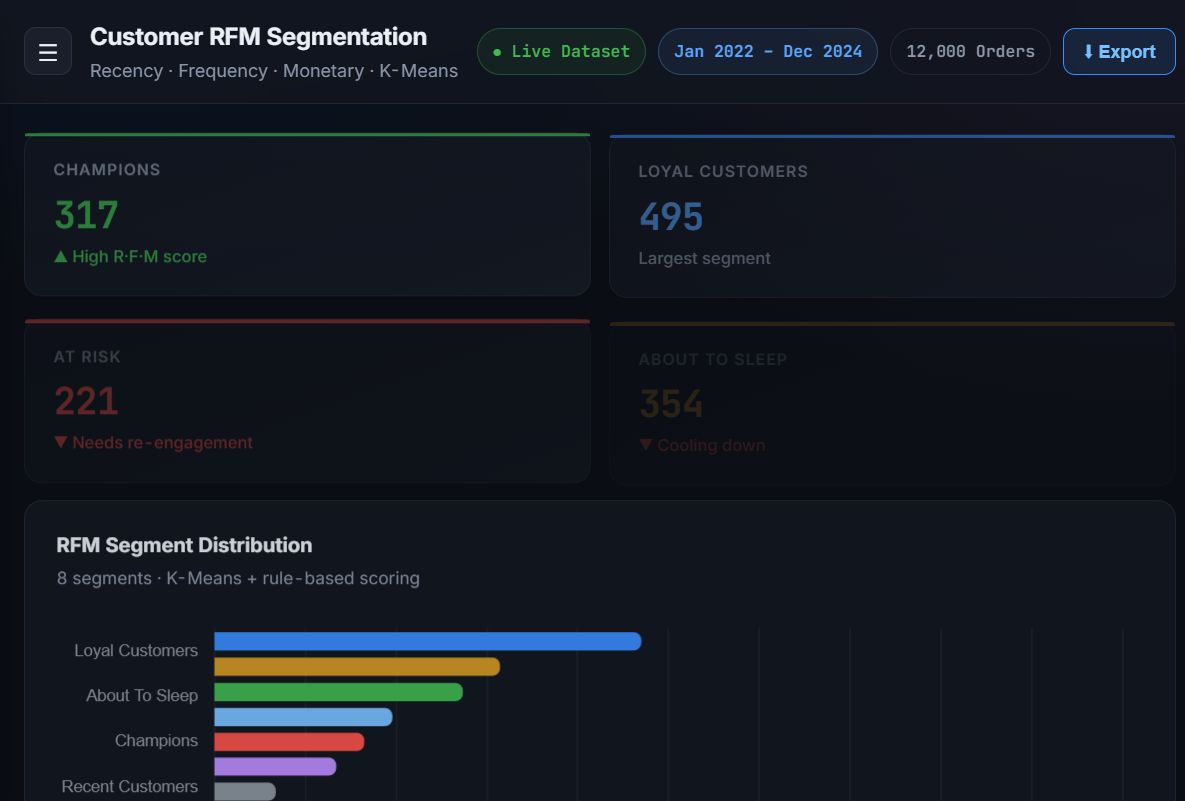 ☰
Customer RFM Segmentation
Recency · Frequency · Monetary · K-Means
● Live Dataset
Jan 2022 – Dec 2024
12,000 Orders
⬇ Export
CHAMPIONS
317
▲ High R·F·M score
LOYAL CUSTOMERS
495
Largest segment
AT RISK
221
▼ Needs re-engagement
ABOUT TO SLEEP
354
▼ Cooling down
RFM Segment Distribution
8 segments · K-Means + rule-based scoring
Loyal Customers
About To Sleep
Champions
Recent Customers